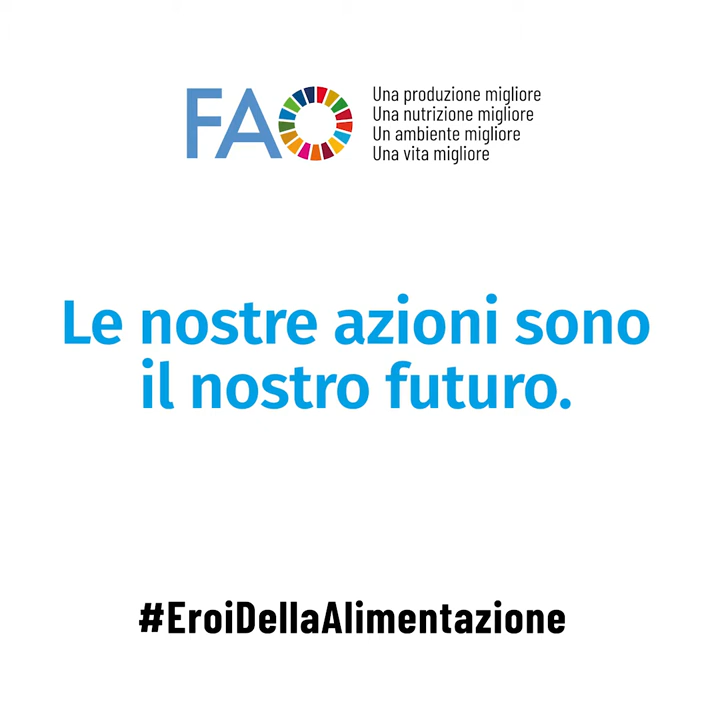 FAO
Una produzione migliore
Una nutrizione migliore
Un ambiente migliore
Una vita migliore
Le nostre azioni sono
il nostro futuro.
#EroiDellaAlimentazione